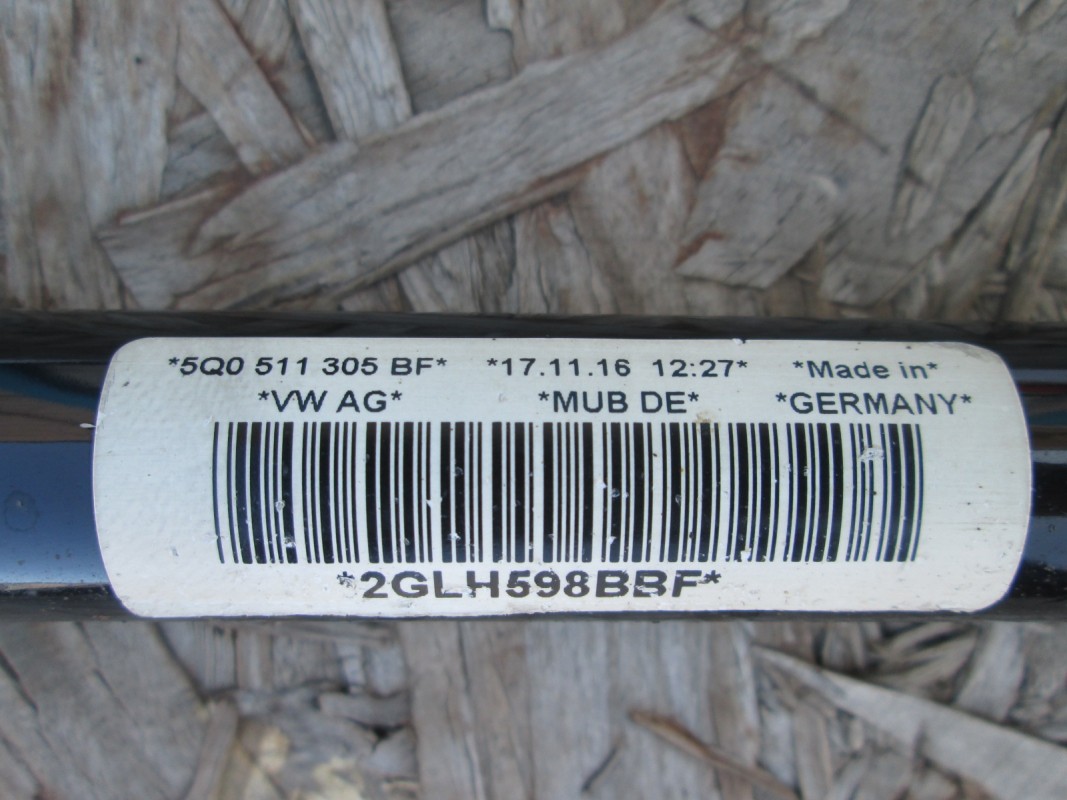 *5Q0 511 305 BF* *17.11.16 12:27* *Made in*
*VW AG* *MUB DE* *GERMANY*
*2GLH598BBF*